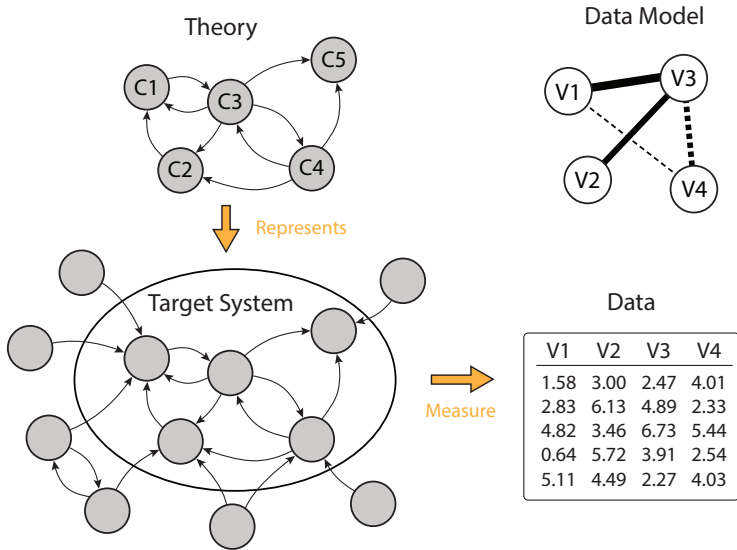 Theory
C1
C3
C5
C2
C4
Represents
Data Model
V1
V3
V2
V4
Target System
Measure
Data
V1 V2 V3 V4
1.58 3.00 2.47 4.01
2.83 6.13 4.89 2.33
4.82 3.46 6.73 5.44
0.64 5.72 3.91 2.54
5.11 4.49 2.27 4.03